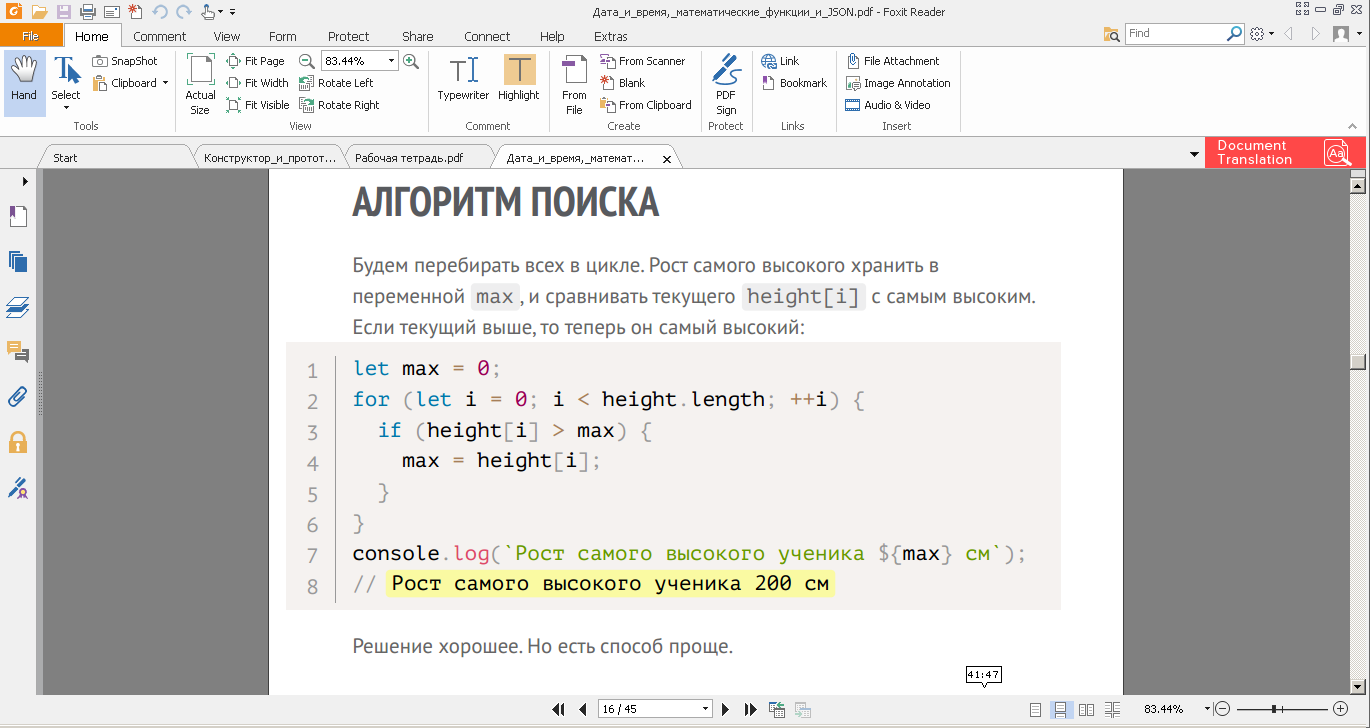 Дата_и_время,_математические_функции_и_JSON.pdf - Foxit Reader
File Home Comment View Form Protect Share Connect Help Extras Find
Hand
Select
SnapShot
Clipboard
Tools
Actual Size
Fit Page
Fit Width
Fit Visible
83.44%
Rotate Left
Rotate Right
View
Typewriter
Highlight
Comment
From File
From Scanner
Blank
From Clipboard
Create
PDF Sign
Protect
Link
Bookmark
Links
File Attachment
Image Annotation
Audio & Video
Insert
Start
Конструктор_и_протот...
Рабочая тетрадь.pdf
Дата_и_время,_математ...
Document
Translation
Aa
АЛГОРИТМ ПОИСКА
Будем перебирать всех в цикле. Рост самого высокого хранить в
переменной max, и сравнивать текущего height[i] с самым высоким.
Если текущий выше, то теперь он самый высокий:
1 let max = 0;
2 for (let i = 0; i < height.length; ++i) {
3 if (height[i] > max) {
4 max = height[i];
5 }
6 }
7 console.log(`Рост самого высокого ученика ${max} см`);
8 // Рост самого высокого ученика 200 см
Решение хорошее. Но есть способ проще.
41:47
16 / 45
83.44%